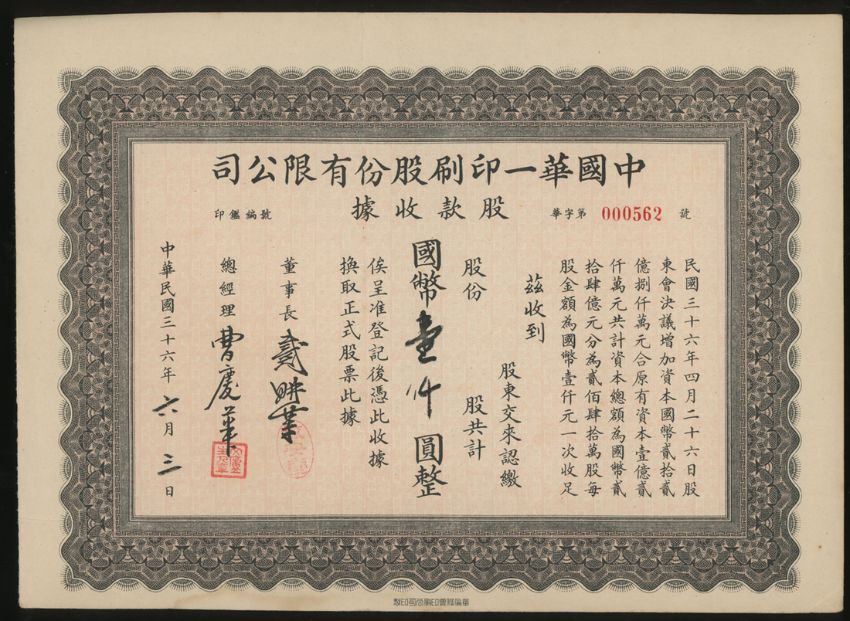 中國華一印刷股份有限公司
股款收據
華字第 000562 號
印鑑編號
民國三十六年四月二十六日股
東會決議增加資本國幣貳拾貳
億捌仟萬元合原有資本壹億貳
仟萬元共計資本總額為國幣貳
拾肆億元分為貳佰肆拾萬股每
股金額為國幣壹仟元一次收足
茲收到
股東交來認繳
股份 股共計
國幣壹仟圓整
俟呈准登記後憑此收據
換取正式股票此據
董事長
總經理 曹慶華
中華民國三十六年六月三日